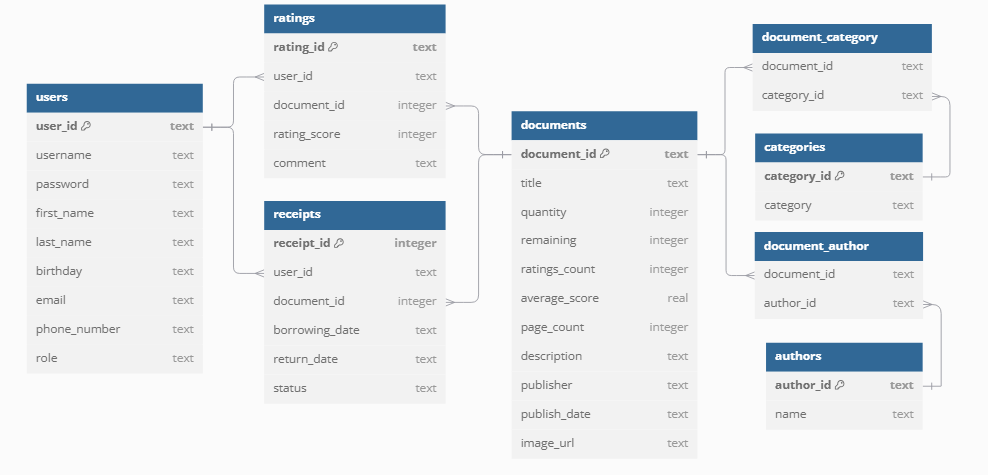 users
user_id text
username text
password text
first_name text
last_name text
birthday text
email text
phone_number text
role text
ratings
rating_id text
user_id text
document_id integer
rating_score integer
comment text
receipts
receipt_id integer
user_id text
document_id integer
borrowing_date text
return_date text
status text
documents
document_id text
title text
quantity integer
remaining integer
ratings_count integer
average_score real
page_count integer
description text
publisher text
publish_date text
image_url text
document_category
document_id text
category_id text
categories
category_id text
category text
document_author
document_id text
author_id text
authors
author_id text
name text